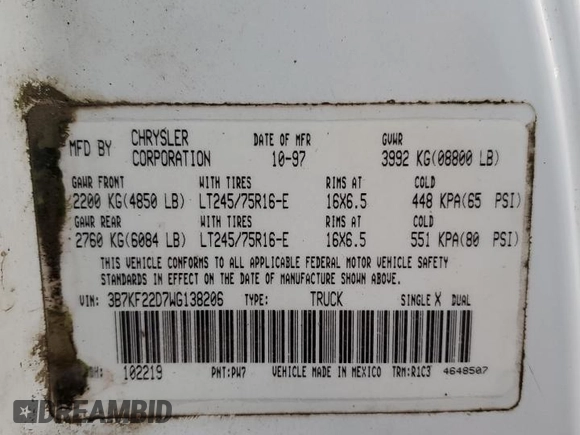 MFD BY CHRYSLER CORPORATION DATE OF MFR 10-97 GVWR 3992 KG(08800 LB)
GAWR FRONT WITH TIRES RIMS AT COLD
2200 KG(4850 LB) LT245/75R16-E 16X6.5 448 KPA(65 PSI)
GAWR REAR WITH TIRES RIMS AT COLD
2760 KG(6084 LB) LT245/75R16-E 16X6.5 551 KPA(80 PSI)
THIS VEHICLE CONFORMS TO ALL APPLICABLE FEDERAL MOTOR VEHICLE SAFETY
STANDARDS IN EFFECT ON THE DATE OF MANUFACTURE SHOWN ABOVE.
VIN: 3B7KF22D7WG138206 TYPE: TRUCK SINGLE X DUAL
102219 PNT:PW7 VEHICLE MADE IN MEXICO TRM:R1C3 4648507
DREAMBID